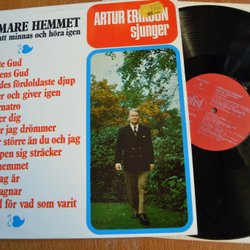 MARE HEMMET
att minnas och höra igen
ARTUR ERIKSON
sjunger
te Gud
ens Gud
des fördoldaste djup
er och giver igen
rnatro
er dig
r jag drömmer
r större än du och jag
pen sig sträcker
hemmet
ag är
agnar
l för vad som varit